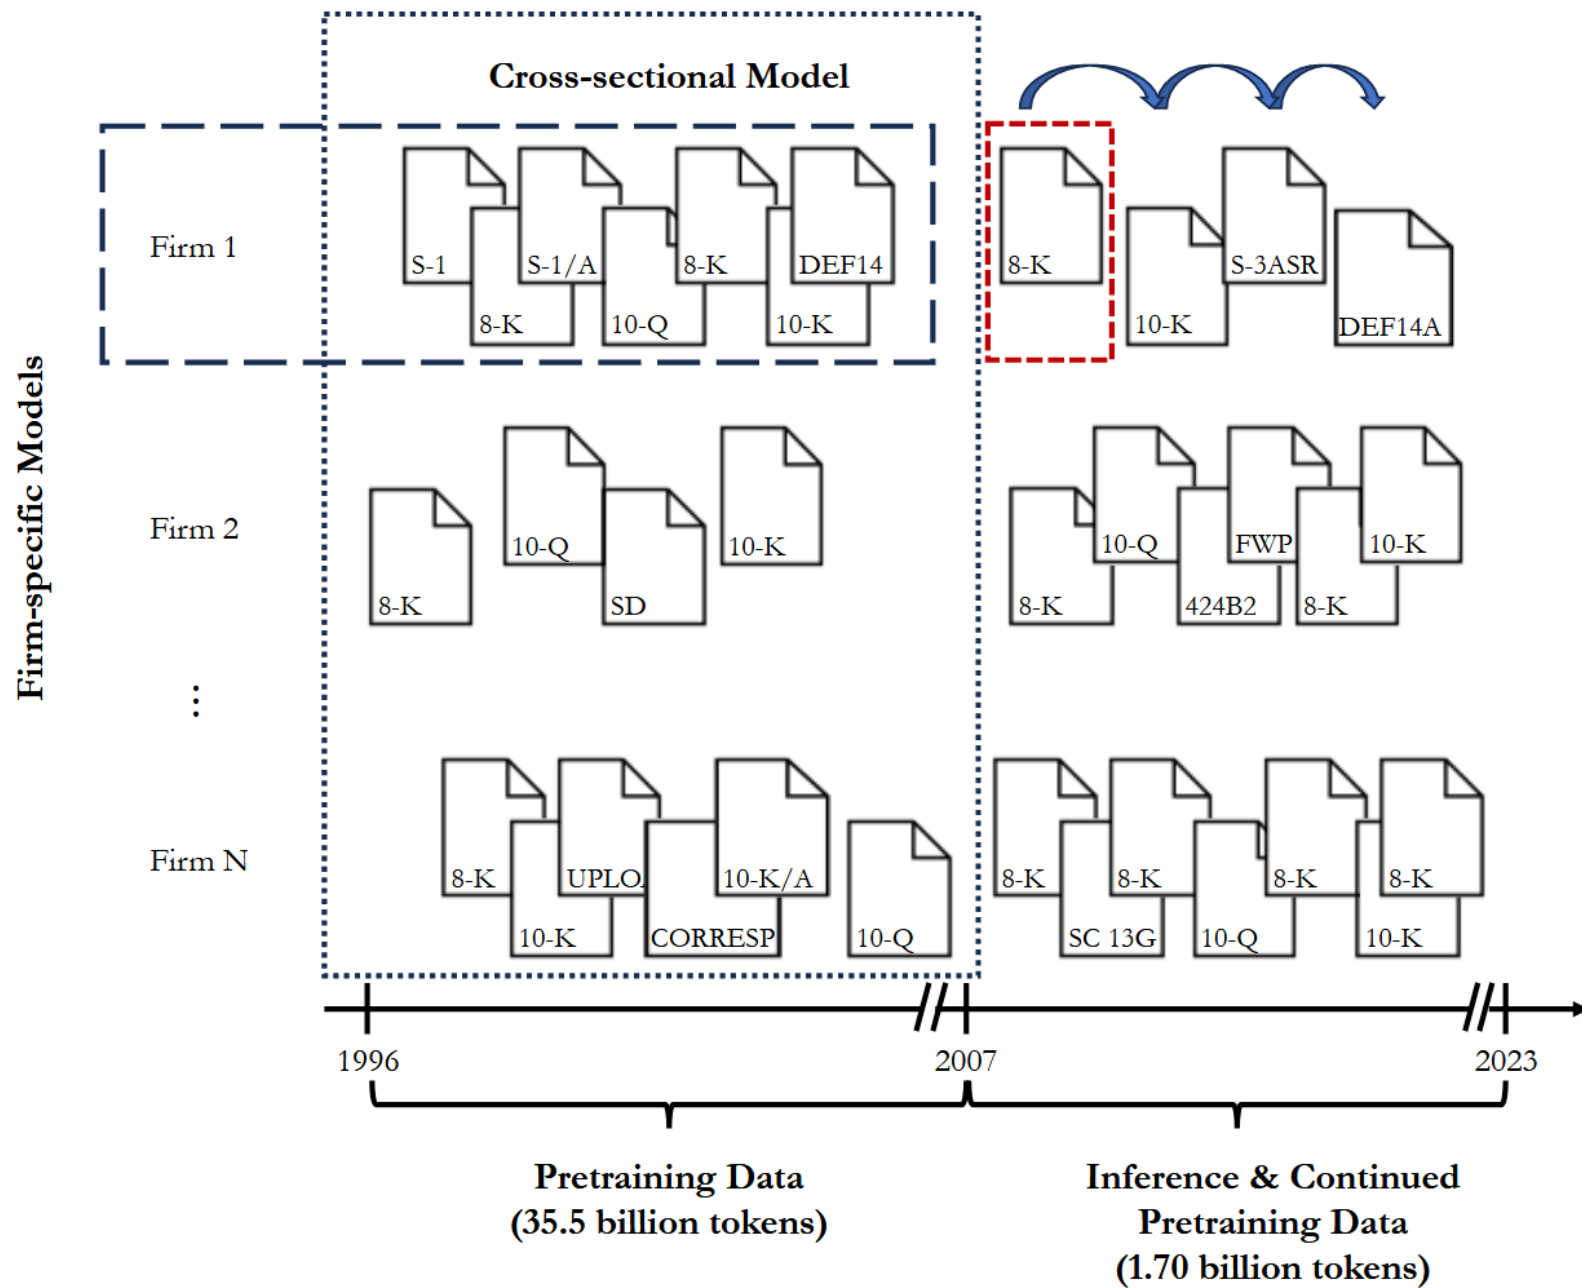 Cross-sectional Model
Firm-specific Models
Firm 1
S-1
S-1/A
8-K
DEF14
8-K
10-Q
10-K
8-K
S-3ASR
10-K
DEF14A
Firm 2
10-Q
10-K
8-K
SD
10-Q
FWP
10-K
8-K
424B2
8-K
⋮
Firm N
8-K
UPLO
10-K/A
10-K
CORRESP
10-Q
8-K
8-K
8-K
8-K
SC 13G
10-Q
10-K
1996
2007
2023
Pretraining Data
(35.5 billion tokens)
Inference & Continued
Pretraining Data
(1.70 billion tokens)